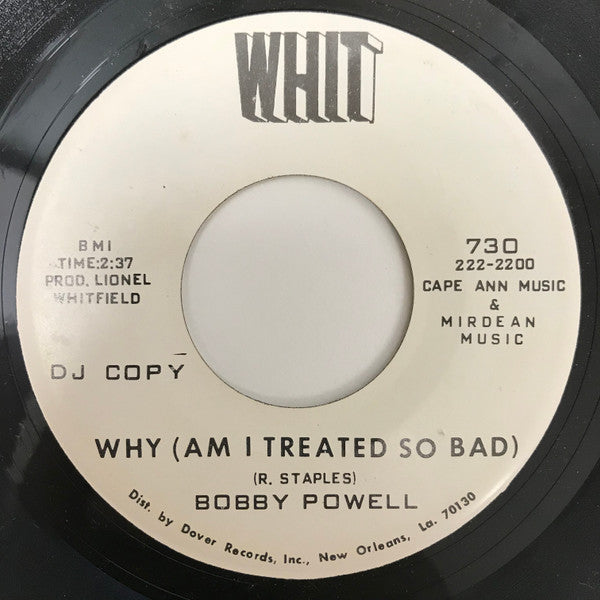 WHIT
BMI
TIME:2:37
PROD. LIONEL
WHITFIELD
DJ COPY
730
222-2200
CAPE ANN MUSIC
&
MIRDEAN
MUSIC
WHY (AM I TREATED SO BAD)
(R. STAPLES)
BOBBY POWELL
Dist. by Dover Records, Inc., New Orleans, La. 70130